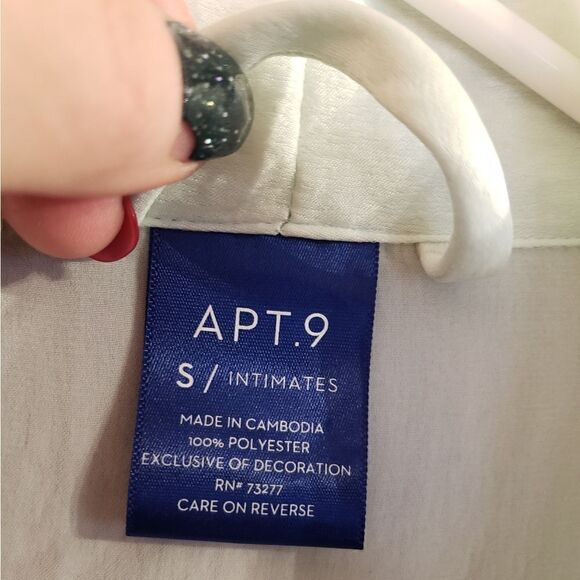 APT.9
S / INTIMATES
MADE IN CAMBODIA
100% POLYESTER
EXCLUSIVE OF DECORATION
RN# 73277
CARE ON REVERSE